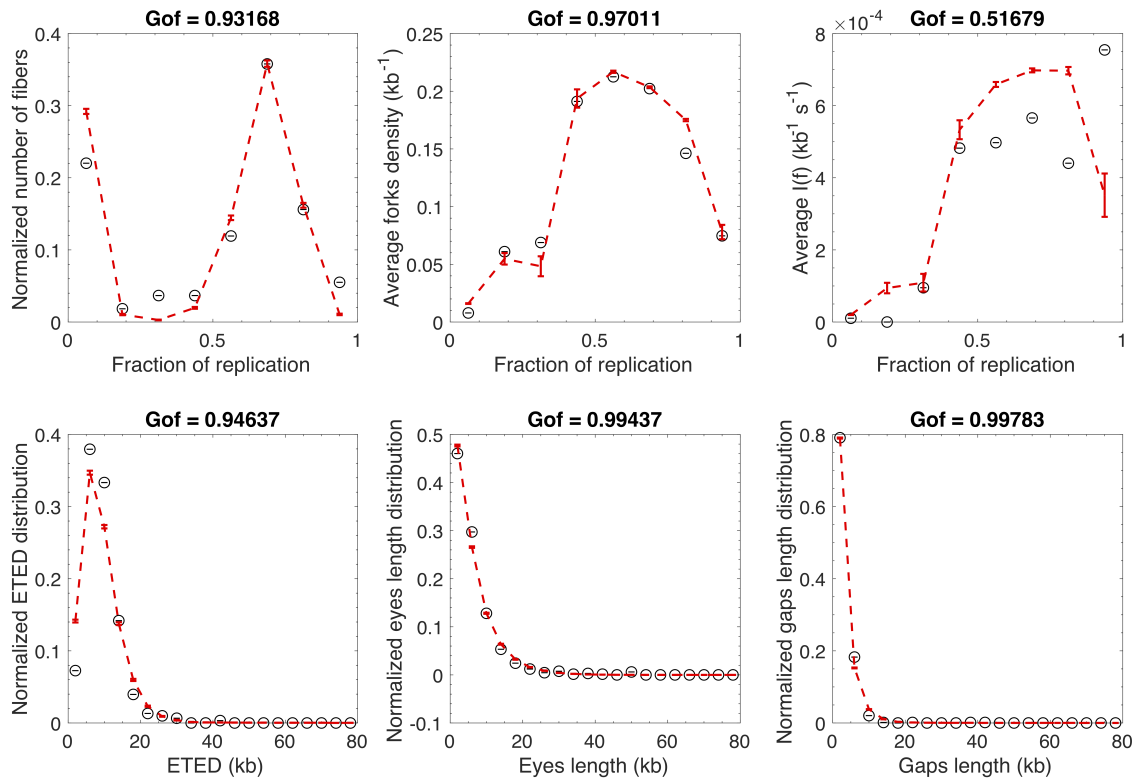 Gof = 0.93168
Normalized number of fibers
0.4
0.3
0.2
0.1
0
0 0.5 1
Fraction of replication
Gof = 0.97011
Average forks density (kb⁻¹)
0.25
0.2
0.15
0.1
0.05
0
0 0.5 1
Fraction of replication
Gof = 0.51679
×10⁻⁴
Average I(f) (kb⁻¹ s⁻¹)
8
6
4
2
0
0 0.5 1
Fraction of replication
Gof = 0.94637
Normalized ETED distribution
0.4
0.3
0.2
0.1
0
0 20 40 60 80
ETED (kb)
Gof = 0.99437
Normalized eyes length distribution
0.5
0.4
0.3
0.2
0.1
0
-0.1
0 20 40 60 80
Eyes length (kb)
Gof = 0.99783
Normalized gaps length distribution
0.8
0.6
0.4
0.2
0
0 20 40 60 80
Gaps length (kb)